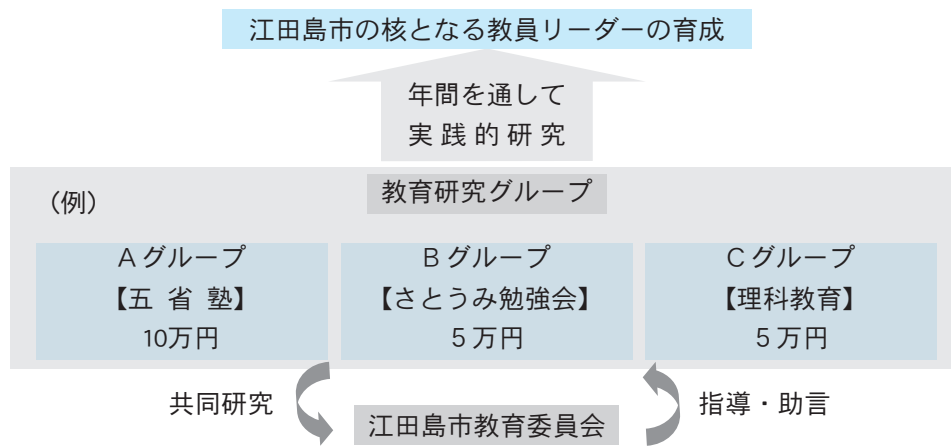 江田島市の核となる教員リーダーの育成
年間を通して
実践的研究
教育研究グループ
（例）
Aグループ
【五省塾】
10万円
Bグループ
【さとうみ勉強会】
5万円
Cグループ
【理科教育】
5万円
共同研究
江田島市教育委員会
指導・助言